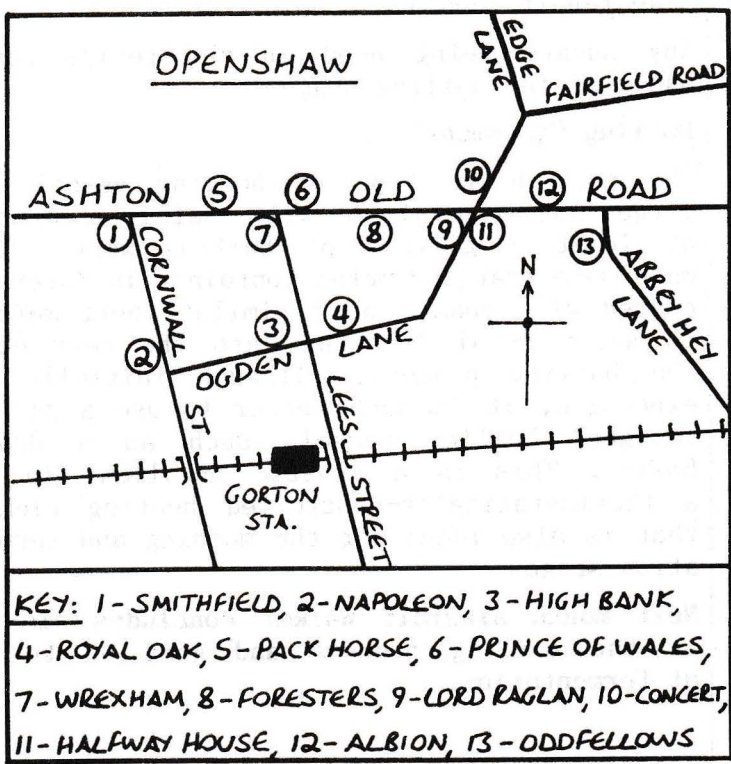 OPENSHAW
EDGE LANE
FAIRFIELD ROAD
ASHTON OLD ROAD
5 6 10 12
1 7 8 9 11 13
CORNWALL ST
ABBEY HEY LANE
N
2 3 4
OGDEN LANE
LEES STREET
GORTON STA.
KEY: 1 - SMITHFIELD, 2 - NAPOLEON, 3 - HIGH BANK,
4 - ROYAL OAK, 5 - PACK HORSE, 6 - PRINCE OF WALES,
7 - WREXHAM, 8 - FORESTERS, 9 - LORD RAGLAN, 10 - CONCERT,
11 - HALFWAY HOUSE, 12 - ALBION, 13 - ODDFELLOWS